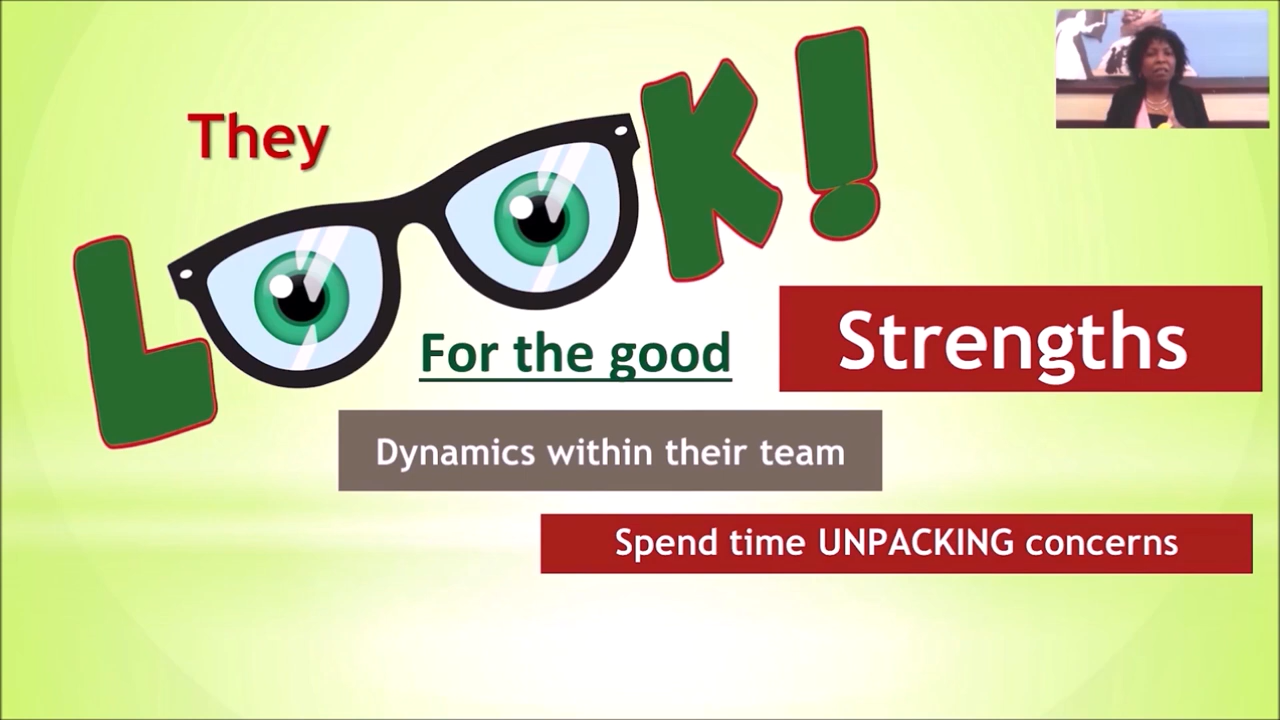 They
LOOK!
For the good
Strengths
Dynamics within their team
Spend time UNPACKING concerns